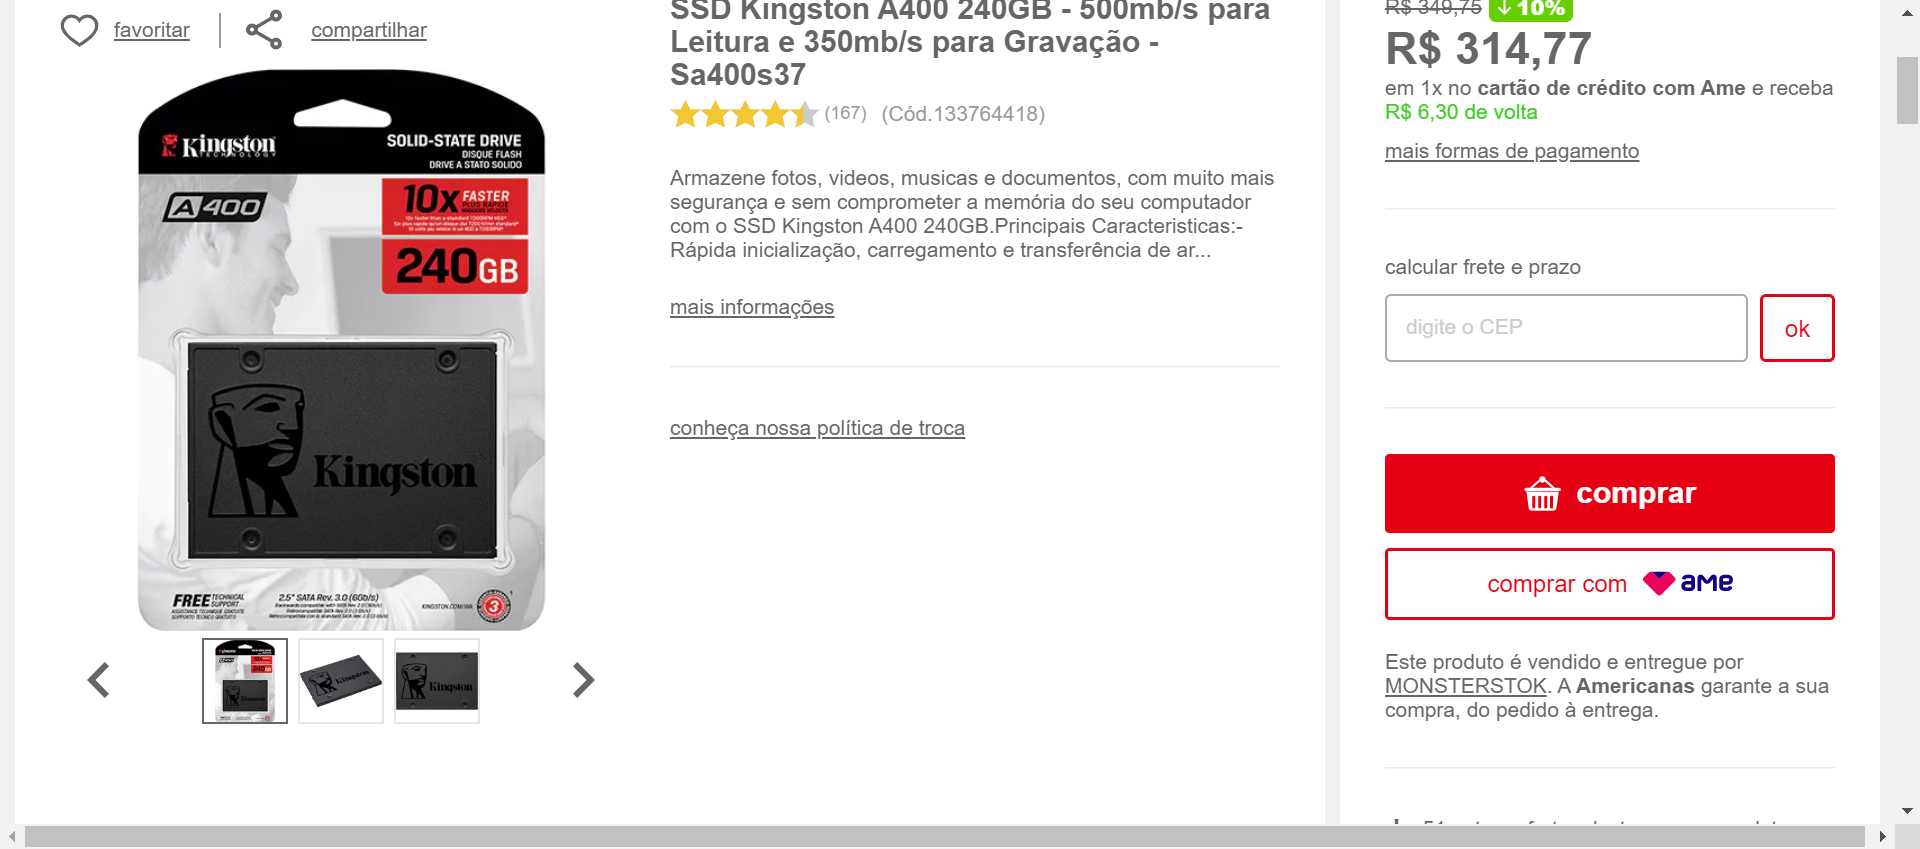 favoritar
compartilhar
Kingston
TECHNOLOGY
SOLID-STATE DRIVE
DISQUE FLASH
DRIVE A STATO SOLIDO
A400
10x FASTER
PLUS RAPIDE
240GB
Kingston
FREE TECHNICAL
SUPPORT
2.5" SATA Rev. 3.0 (6Gb/s)
KINGSTON.COM/WA
3
SSD Kingston A400 240GB - 500mb/s para
Leitura e 350mb/s para Gravação -
Sa400s37
(167) (Cód.133764418)
Armazene fotos, videos, musicas e documentos, com muito mais
segurança e sem comprometer a memória do seu computador
com o SSD Kingston A400 240GB.Principais Caracteristicas:-
Rápida inicialização, carregamento e transferência de ar...
mais informações
conheça nossa política de troca
R$ 349,75 10%
R$ 314,77
em 1x no cartão de crédito com Ame e receba
R$ 6,30 de volta
mais formas de pagamento
calcular frete e prazo
digite o CEP
ok
comprar
comprar com ame
Este produto é vendido e entregue por
MONSTERSTOK. A Americanas garante a sua
compra, do pedido à entrega.